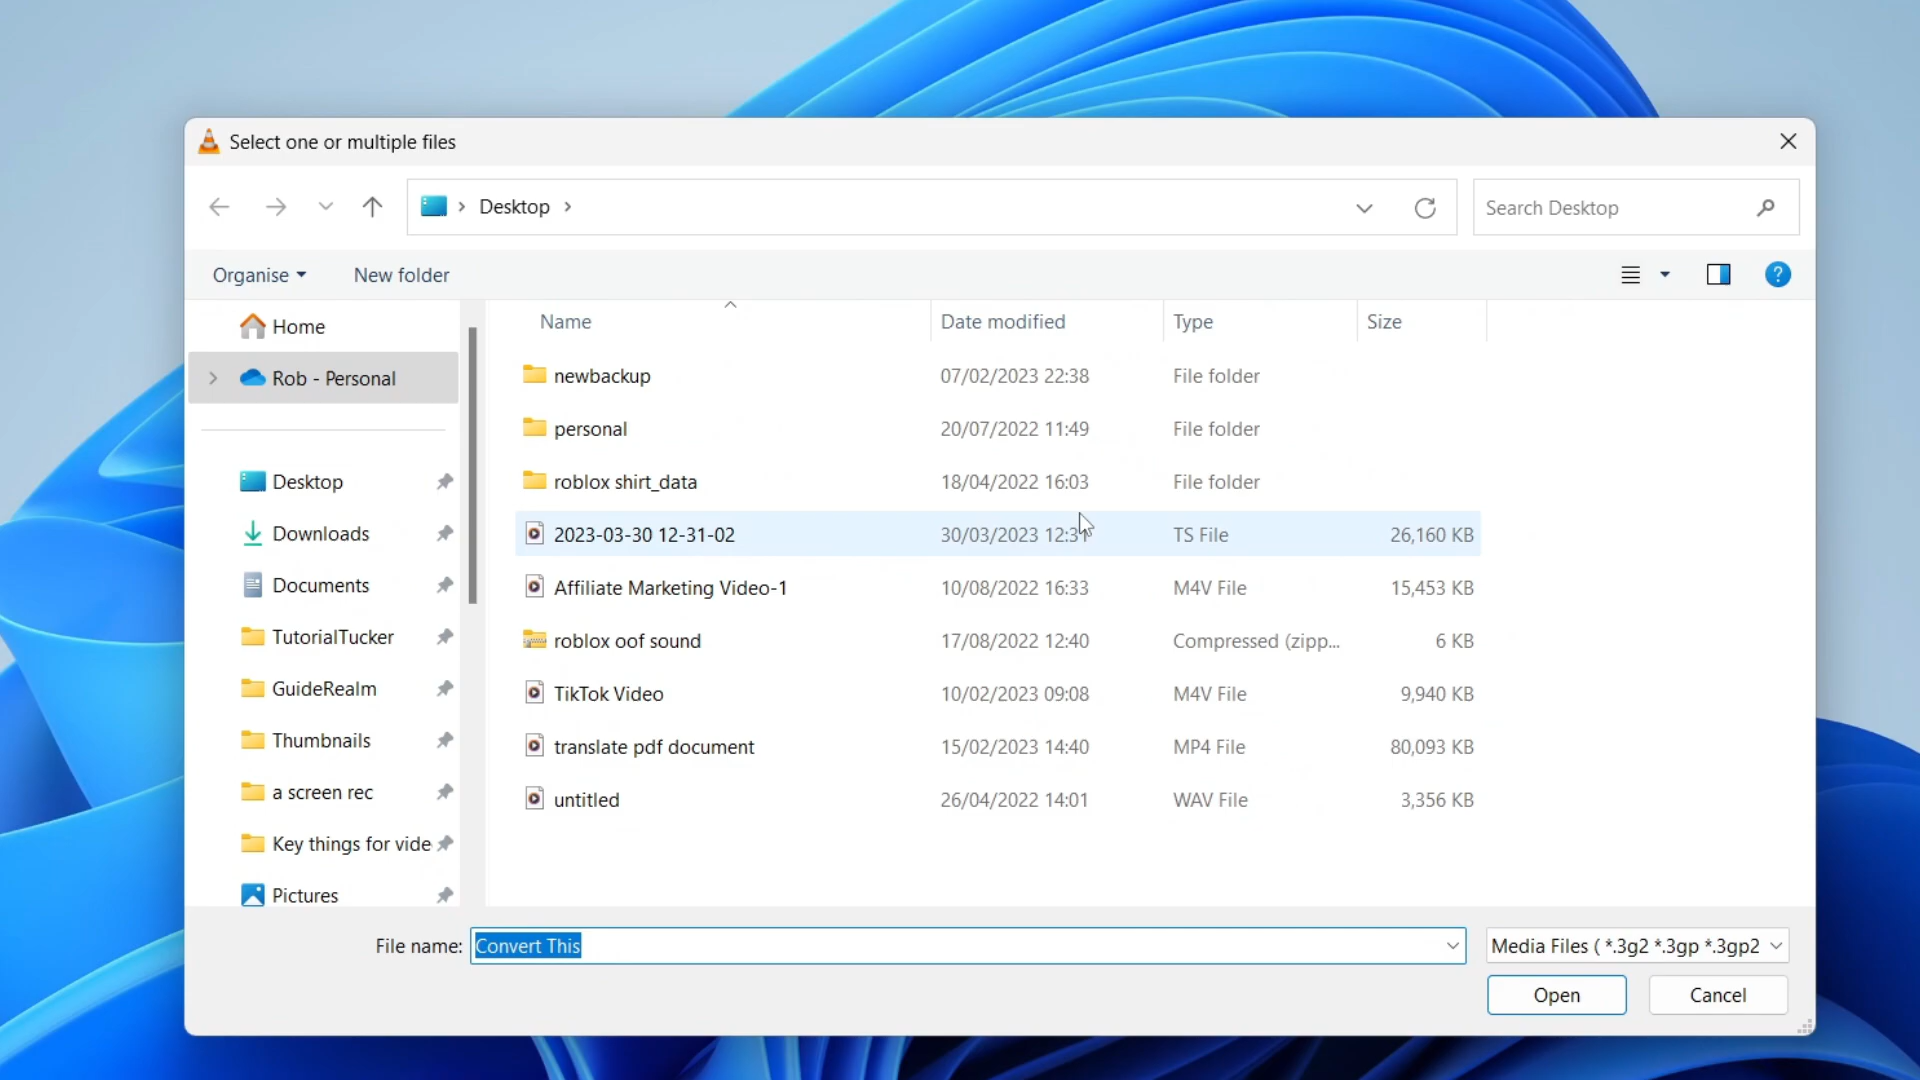 Select one or multiple files
Desktop
Search Desktop
Organise
New folder
Name Date modified Type Size
Home
Rob - Personal
Desktop
Downloads
Documents
TutorialTucker
GuideRealm
Thumbnails
a screen rec
Key things for vide
Pictures
newbackup 07/02/2023 22:38 File folder
personal 20/07/2022 11:49 File folder
roblox shirt_data 18/04/2022 16:03 File folder
2023-03-30 12-31-02 30/03/2023 12:31 TS File 26,160 KB
Affiliate Marketing Video-1 10/08/2022 16:33 M4V File 15,453 KB
roblox oof sound 17/08/2022 12:40 Compressed (zipp... 6 KB
TikTok Video 10/02/2023 09:08 M4V File 9,940 KB
translate pdf document 15/02/2023 14:40 MP4 File 80,093 KB
untitled 26/04/2022 14:01 WAV File 3,356 KB
File name: Convert This
Media Files ( *.3g2 *.3gp *.3gp2
Open
Cancel